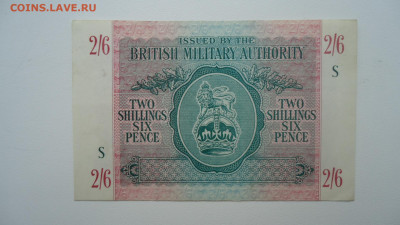 COINS.LAVE.RU
2/6
ISSUED BY THE
2/6
BRITISH MILITARY AUTHORITY
S
TWO
SHILLINGS
SIX
PENCE
TWO
SHILLINGS
SIX
PENCE
S
2/6
2/6